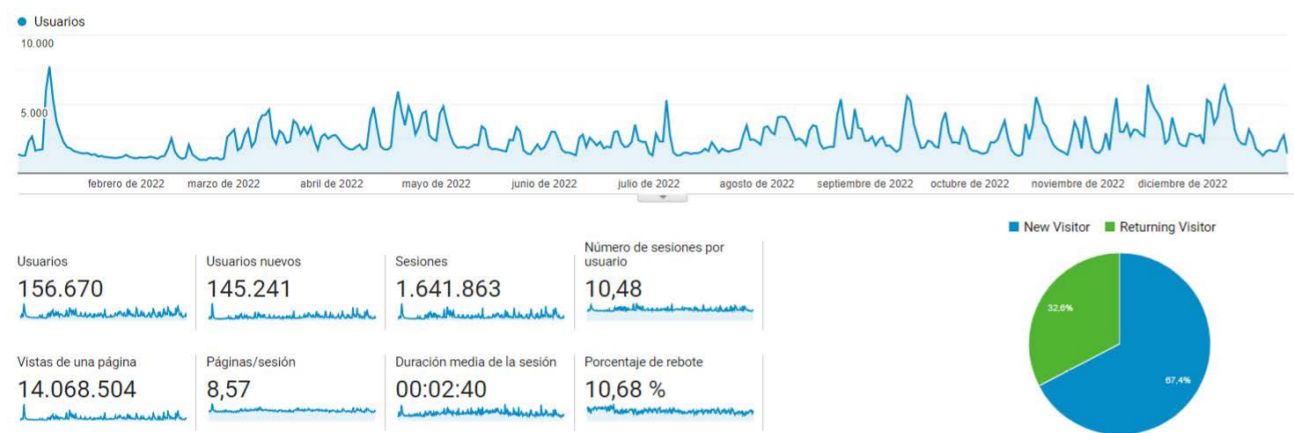 Usuarios
10.000
5.000
febrero de 2022 marzo de 2022 abril de 2022 mayo de 2022 junio de 2022 julio de 2022 agosto de 2022 septiembre de 2022 octubre de 2022 noviembre de 2022 diciembre de 2022
New Visitor Returning Visitor
Usuarios
156.670
Usuarios nuevos
145.241
Sesiones
1.641.863
Número de sesiones por
usuario
10,48
Vistas de una página
14.068.504
Páginas/sesión
8,57
Duración media de la sesión
00:02:40
Porcentaje de rebote
10,68 %
32,6%
67,4%